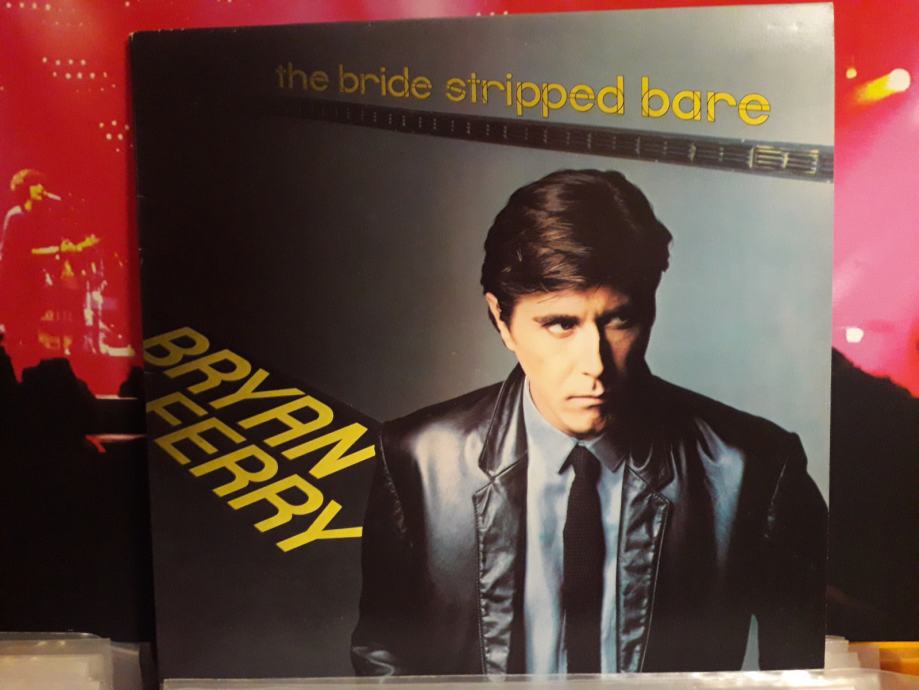 the bride stripped bare
BRYAN
FERRY